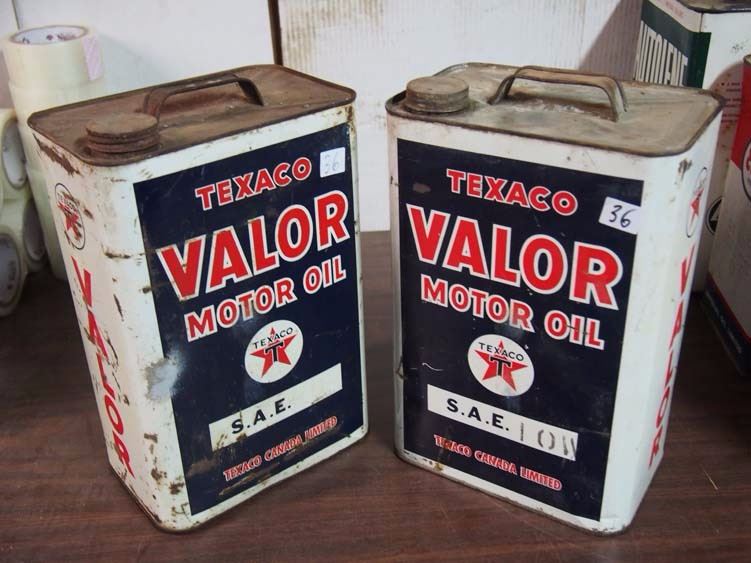 TEXACO
36
VALOR
MOTOR OIL
TEXACO
T
S.A.E.
TEXACO CANADA LIMITED
VALOR
TEXACO
36
VALOR
MOTOR OIL
TEXACO
T
S.A.E. 10W
TEXACO CANADA LIMITED
VALOR